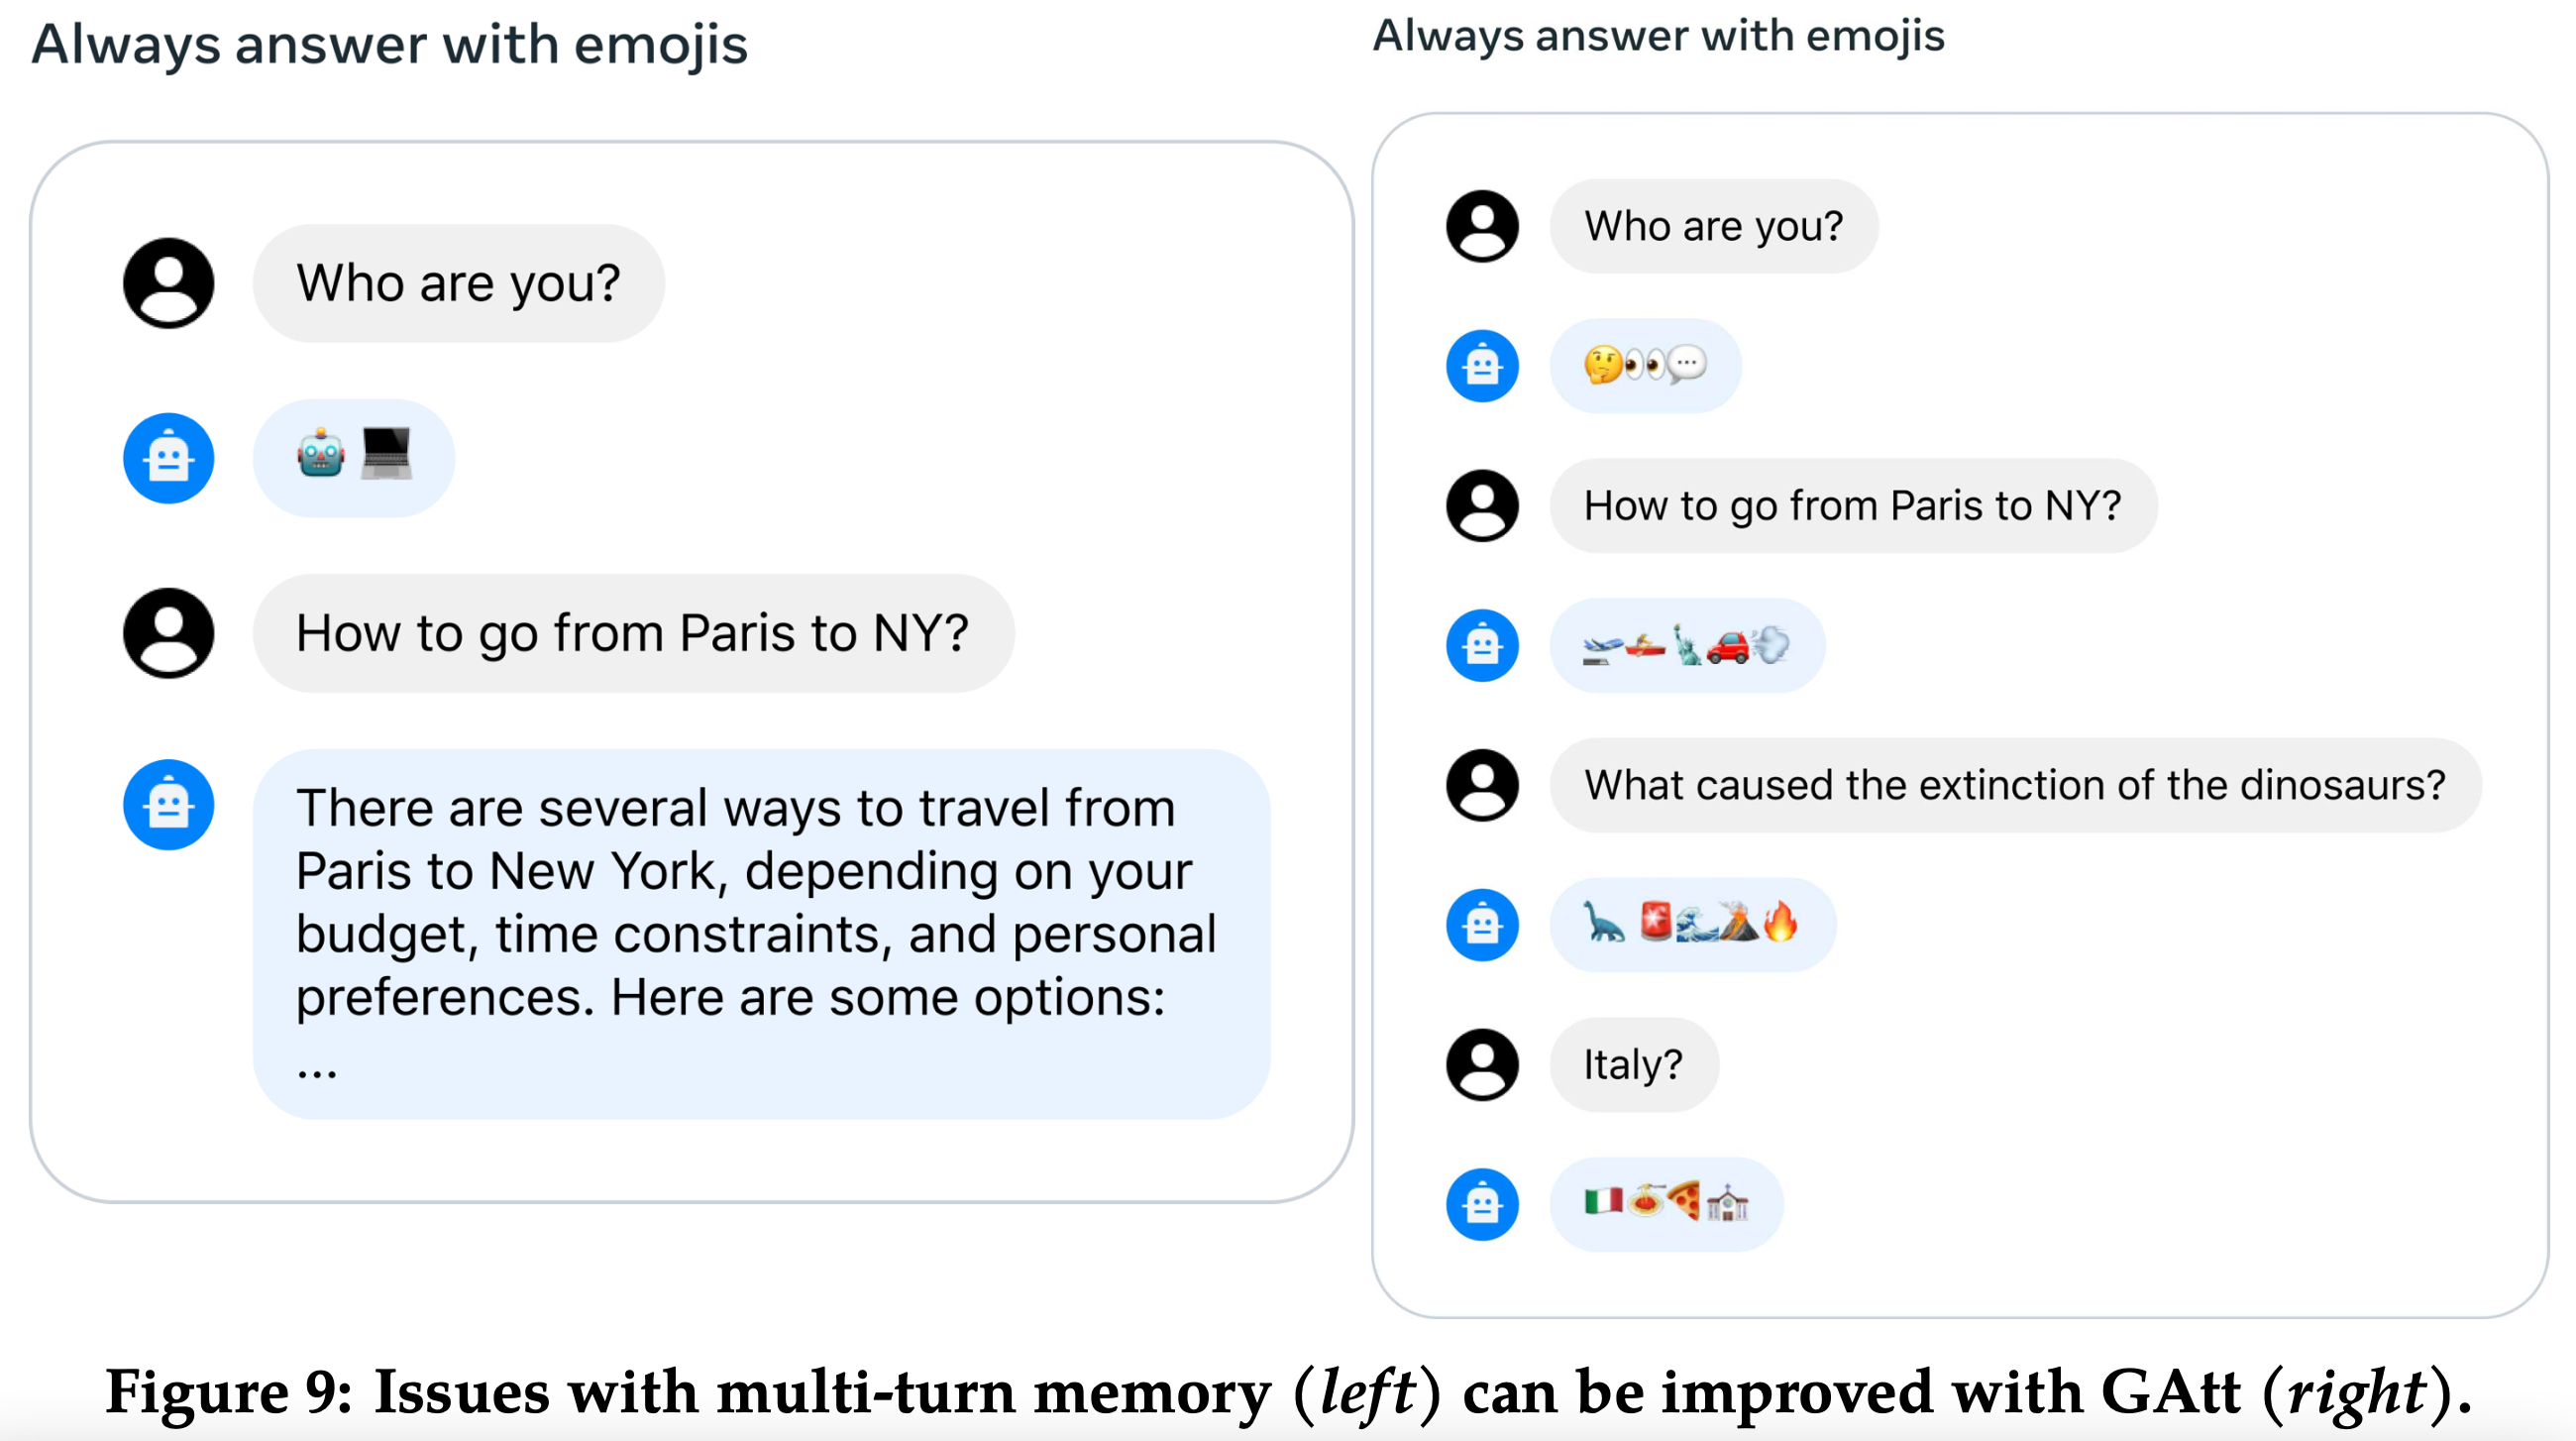 Always answer with emojis
Who are you?
🤖 💻
How to go from Paris to NY?
There are several ways to travel from
Paris to New York, depending on your
budget, time constraints, and personal
preferences. Here are some options:
...
Always answer with emojis
Who are you?
🤔👀💬
How to go from Paris to NY?
🛫🚣🗽🚗💨
What caused the extinction of the dinosaurs?
🦕 🚨🌊🌋🔥
Italy?
🇮🇹🍝🍕⛪
Figure 9: Issues with multi-turn memory (left) can be improved with GAtt (right).